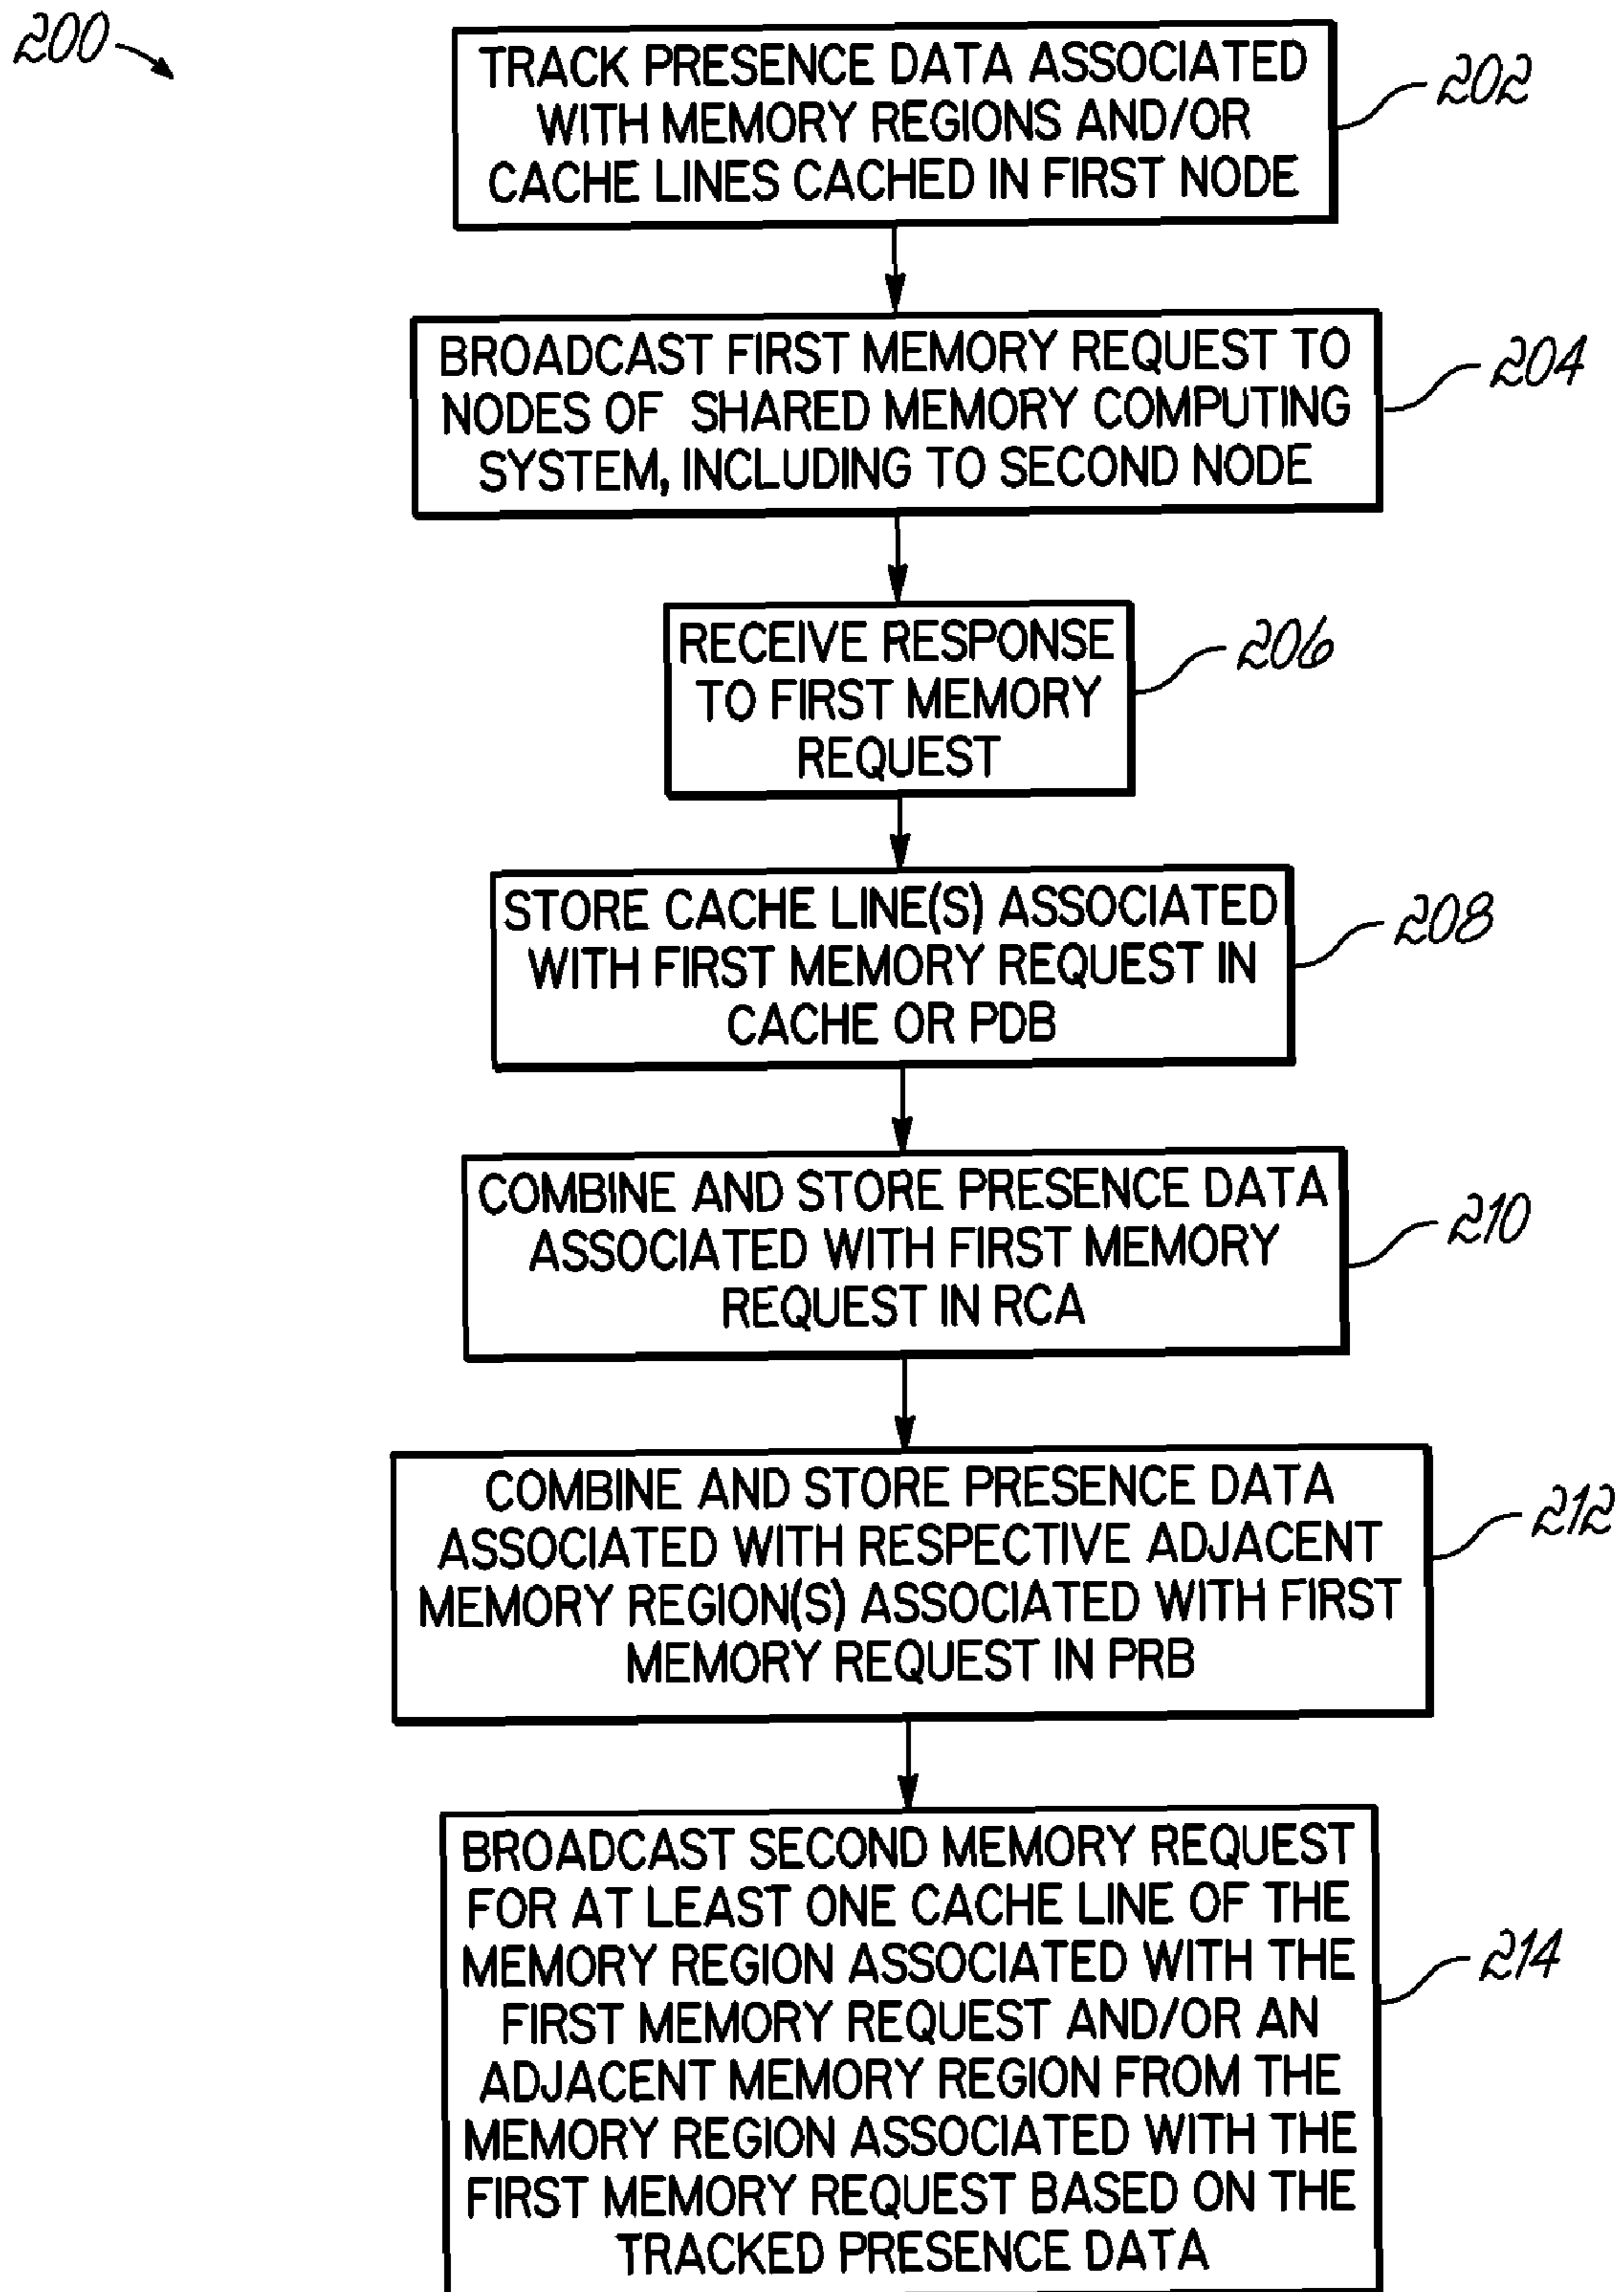 200
TRACK PRESENCE DATA ASSOCIATED
WITH MEMORY REGIONS AND/OR
CACHE LINES CACHED IN FIRST NODE
202
BROADCAST FIRST MEMORY REQUEST TO
NODES OF SHARED MEMORY COMPUTING
SYSTEM, INCLUDING TO SECOND NODE
204
RECEIVE RESPONSE
TO FIRST MEMORY
REQUEST
206
STORE CACHE LINE(S) ASSOCIATED
WITH FIRST MEMORY REQUEST IN
CACHE OR PDB
208
COMBINE AND STORE PRESENCE DATA
ASSOCIATED WITH FIRST MEMORY
REQUEST IN RCA
210
COMBINE AND STORE PRESENCE DATA
ASSOCIATED WITH RESPECTIVE ADJACENT
MEMORY REGION(S) ASSOCIATED WITH FIRST
MEMORY REQUEST IN PRB
212
BROADCAST SECOND MEMORY REQUEST
FOR AT LEAST ONE CACHE LINE OF THE
MEMORY REGION ASSOCIATED WITH THE
FIRST MEMORY REQUEST AND/OR AN
ADJACENT MEMORY REGION FROM THE
MEMORY REGION ASSOCIATED WITH THE
FIRST MEMORY REQUEST BASED ON THE
TRACKED PRESENCE DATA
214